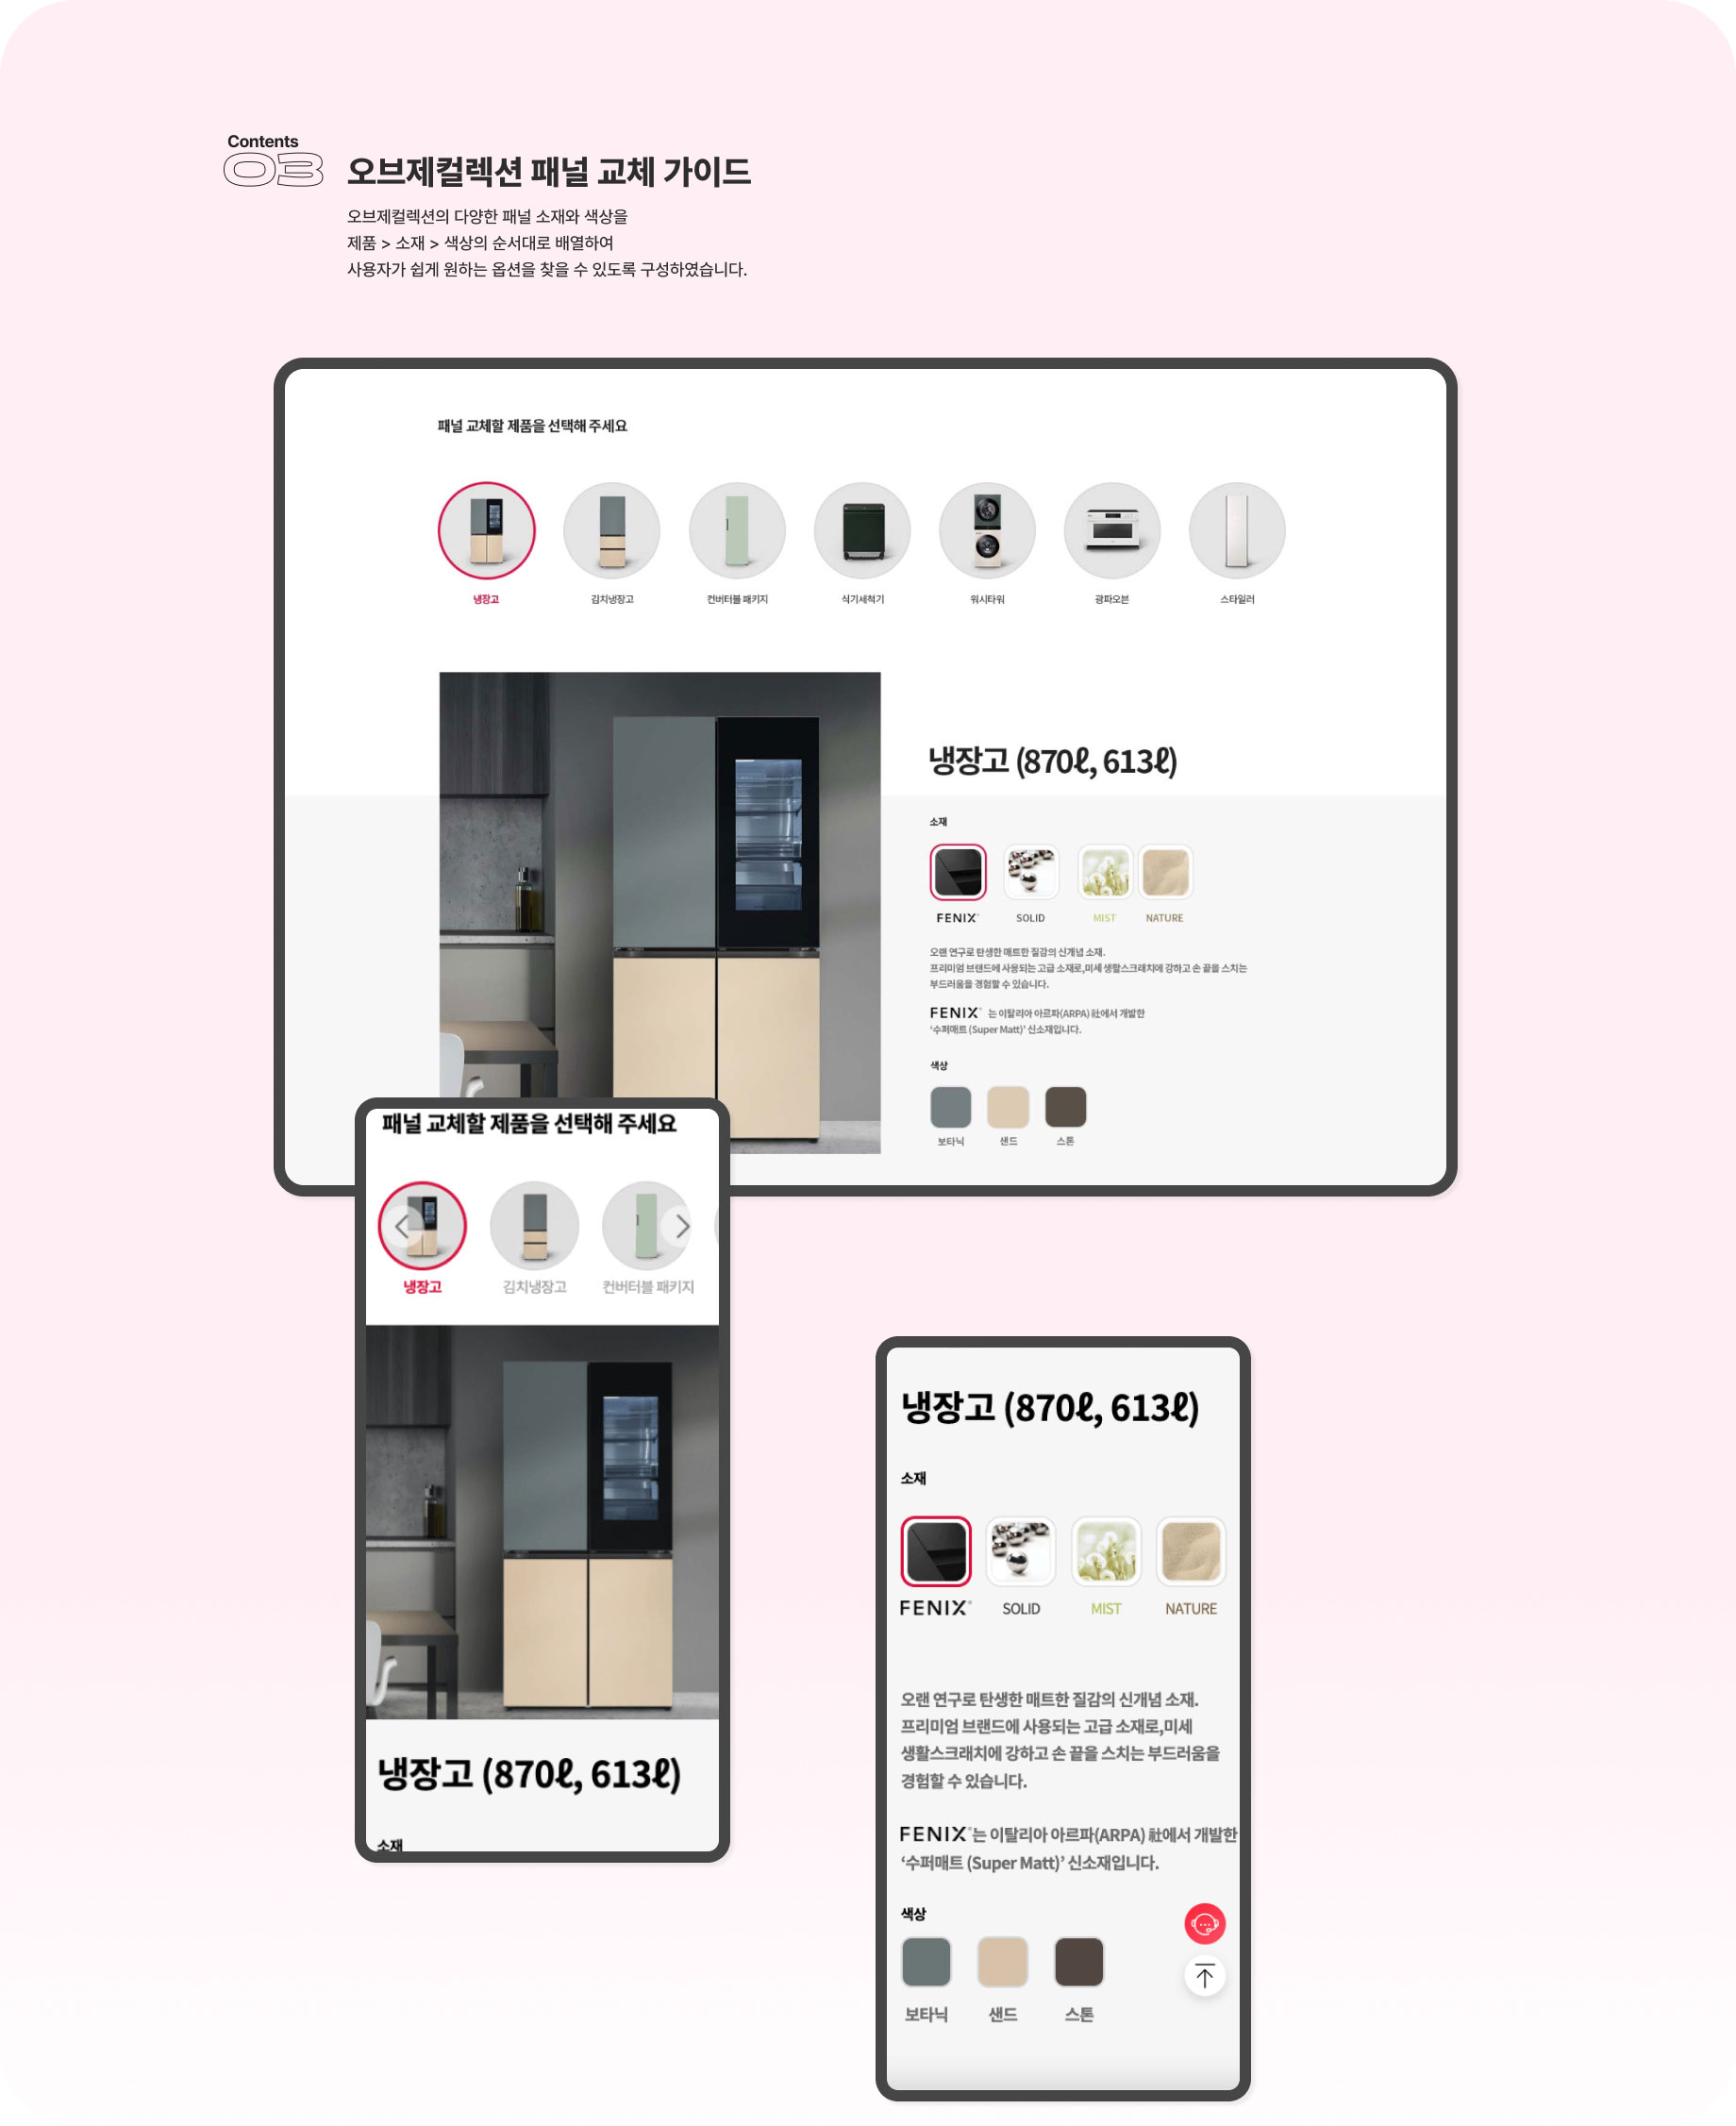 Contents
03
오브제컬렉션 패널 교체 가이드
오브제컬렉션의 다양한 패널 소재와 색상을
제품 > 소재 > 색상의 순서대로 배열하여
사용자가 쉽게 원하는 옵션을 찾을 수 있도록 구성하였습니다.
패널 교체할 제품을 선택해 주세요
냉장고 김치냉장고 컨버터블 패키지 식기세척기 워시타워 광파오븐 스타일러
냉장고 (870ℓ, 613ℓ)
소재
FENIX® SOLID MIST NATURE
오랜 연구로 탄생한 매트한 질감의 신개념 소재.
프리미엄 브랜드에 사용되는 고급 소재로,미세 생활스크래치에 강하고 손 끝을 스치는
부드러움을 경험할 수 있습니다.
FENIX® 는 이탈리아 아르파(ARPA) 社에서 개발한
‘수퍼매트 (Super Matt)’ 신소재입니다.
색상
보타닉 샌드 스톤
패널 교체할 제품을 선택해 주세요
냉장고 김치냉장고 컨버터블 패키지
냉장고 (870ℓ, 613ℓ)
소재
냉장고 (870ℓ, 613ℓ)
소재
FENIX® SOLID MIST NATURE
오랜 연구로 탄생한 매트한 질감의 신개념 소재.
프리미엄 브랜드에 사용되는 고급 소재로,미세
생활스크래치에 강하고 손 끝을 스치는 부드러움을
경험할 수 있습니다.
FENIX®는 이탈리아 아르파(ARPA) 社에서 개발한
‘수퍼매트 (Super Matt)’ 신소재입니다.
색상
보타닉 샌드 스톤